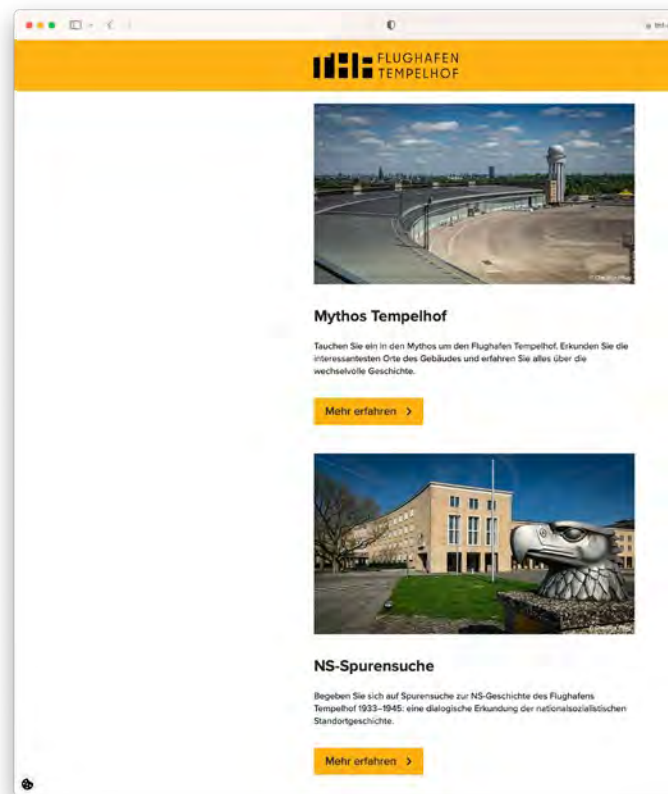 FLUGHAFEN
TEMPELHOF
Mythos Tempelhof
Tauchen Sie ein in den Mythos um den Flughafen Tempelhof. Erkunden Sie die
interessantesten Orte des Gebäudes und erfahren Sie alles über die
wechselvolle Geschichte.
Mehr erfahren
NS-Spurensuche
Begeben Sie sich auf Spurensuche zur NS-Geschichte des Flughafens
Tempelhof 1933–1945: eine dialogische Erkundung der nationalsozialistischen
Standortgeschichte.
Mehr erfahren